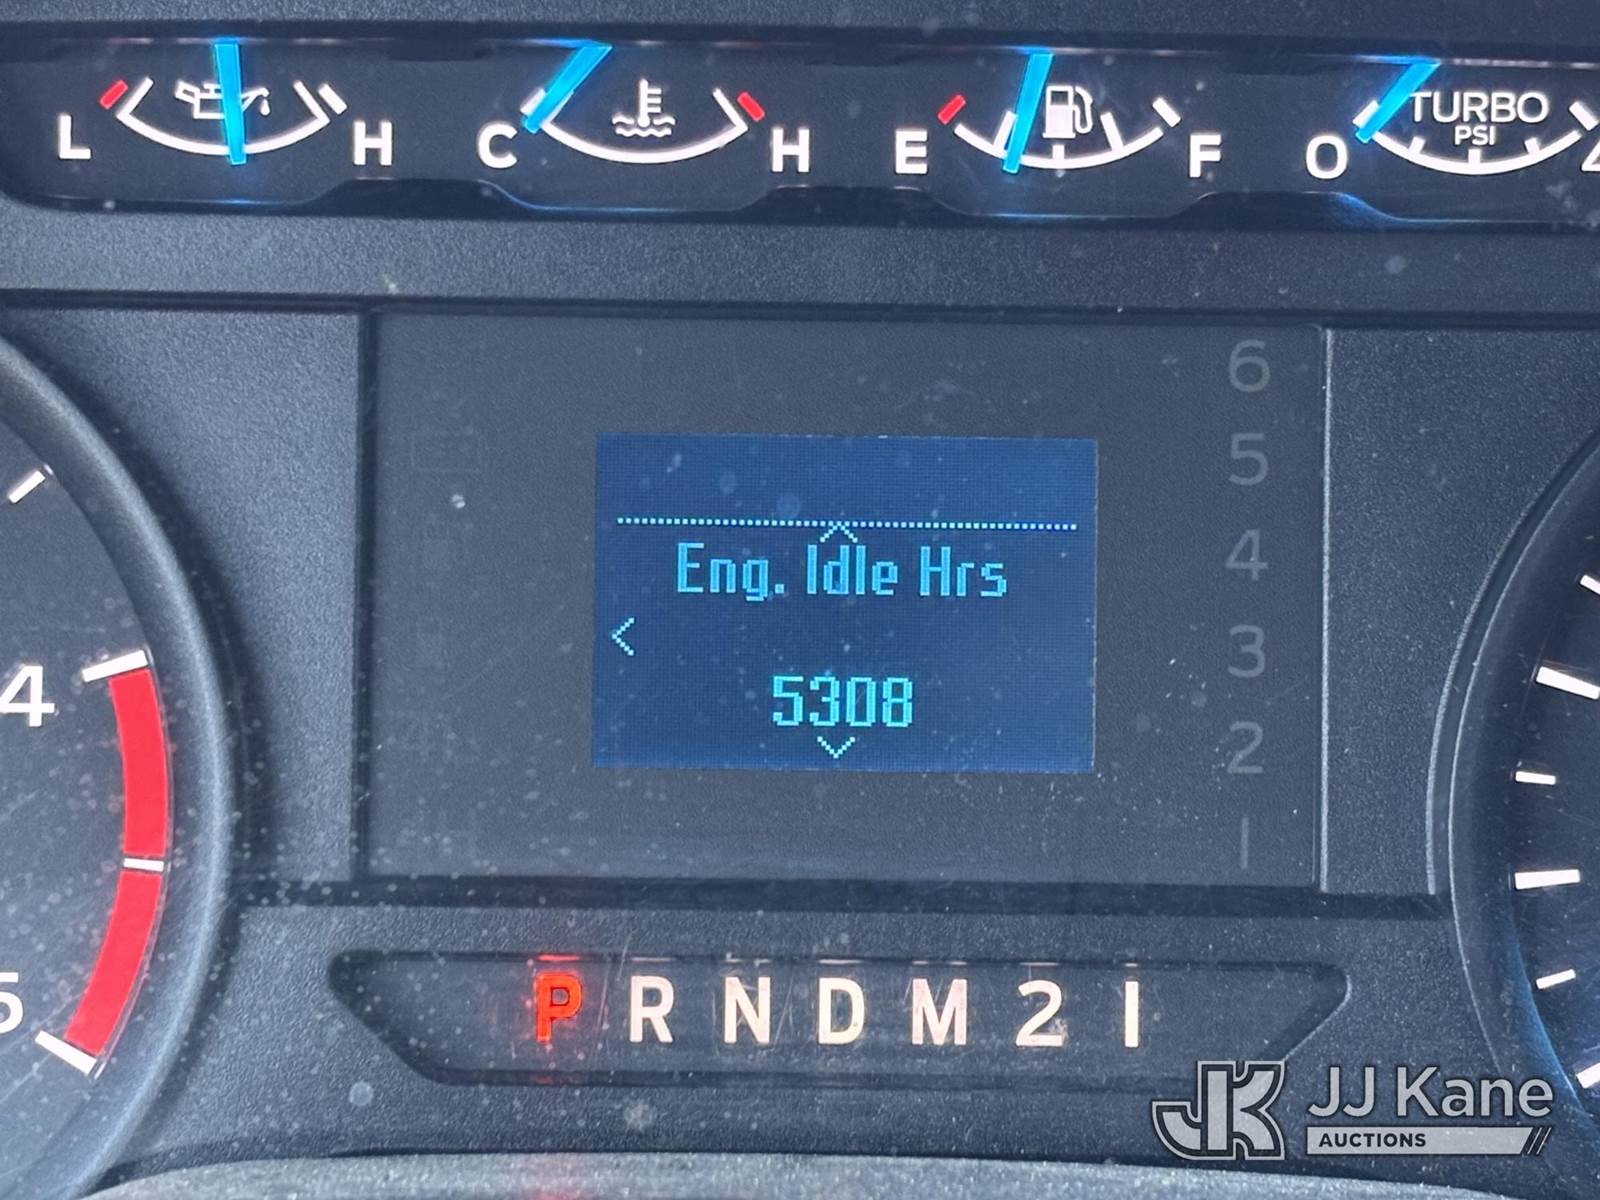 L H C H E F O TURBO PSI
6
5
Eng. Idle Hrs
4
3
4
5308
2
1
5
P R N D M 2 1
JK JJ Kane
AUCTIONS